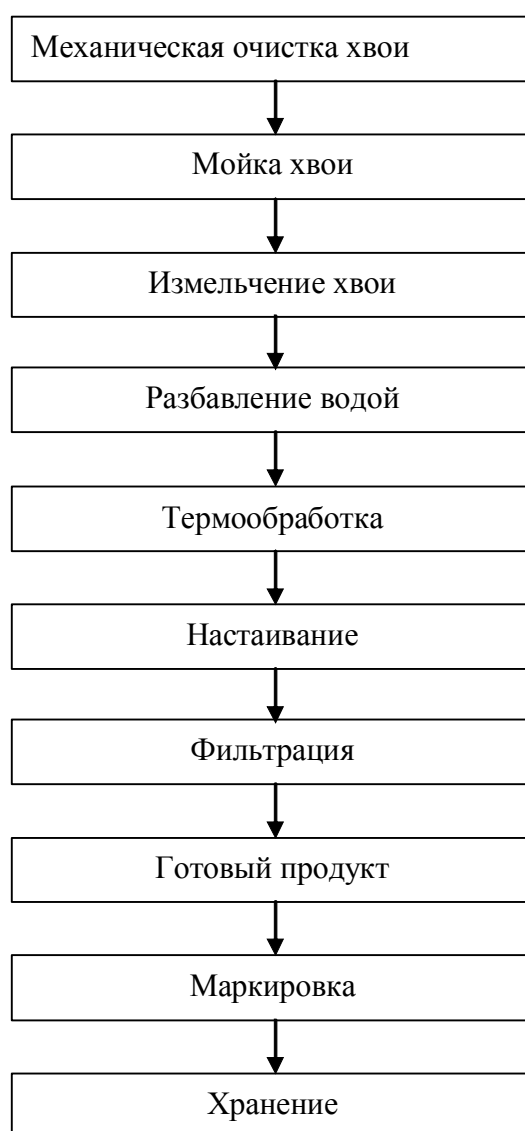 Механическая очистка хвои
Мойка хвои
Измельчение хвои
Разбавление водой
Термообработка
Настаивание
Фильтрация
Готовый продукт
Маркировка
Хранение